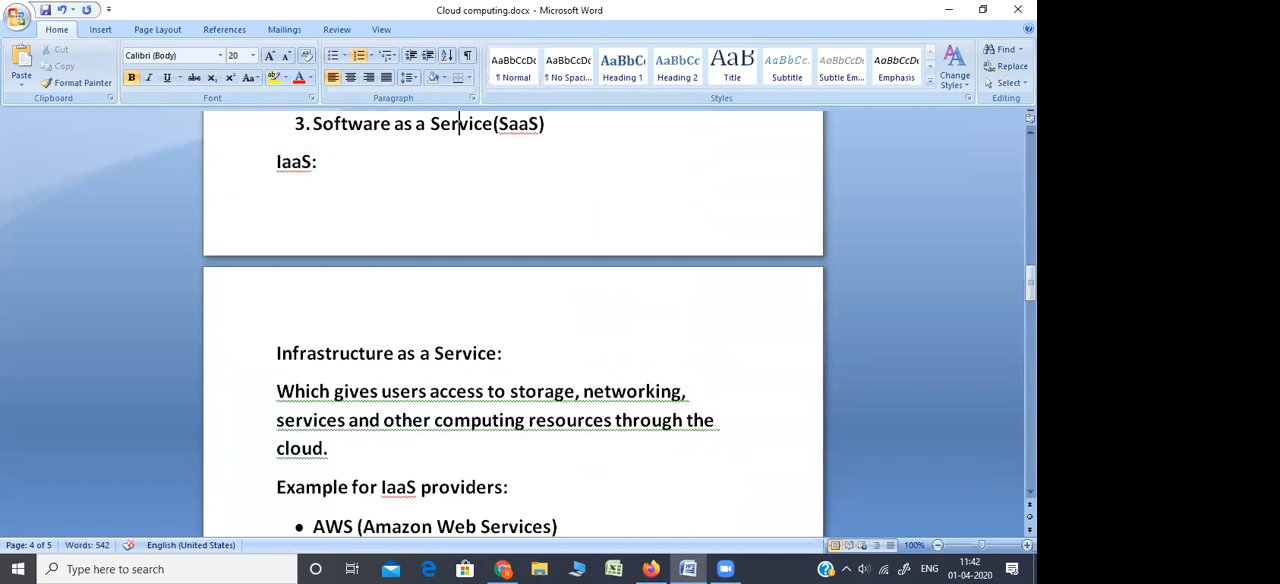 Cloud computing.docx - Microsoft Word
Home Insert Page Layout References Mailings Review View
Paste
Cut
Copy
Format Painter
Clipboard
Calibri (Body) 20
Font
Paragraph
AaBbCcDc AaBbCcDc AaBbCc AaBbCc AaB AaBbCc. AaBbCcDc AaBbCcDc
¶ Normal ¶ No Spaci... Heading 1 Heading 2 Title Subtitle Subtle Em... Emphasis
Change Styles
Styles
Find
Replace
Select
Editing
3. Software as a Service(SaaS)
IaaS:
Infrastructure as a Service:
Which gives users access to storage, networking,
services and other computing resources through the
cloud.
Example for IaaS providers:
• AWS (Amazon Web Services)
Page: 4 of 5 Words: 542 English (United States) 100%
Type here to search
ENG
11:42
01-04-2020